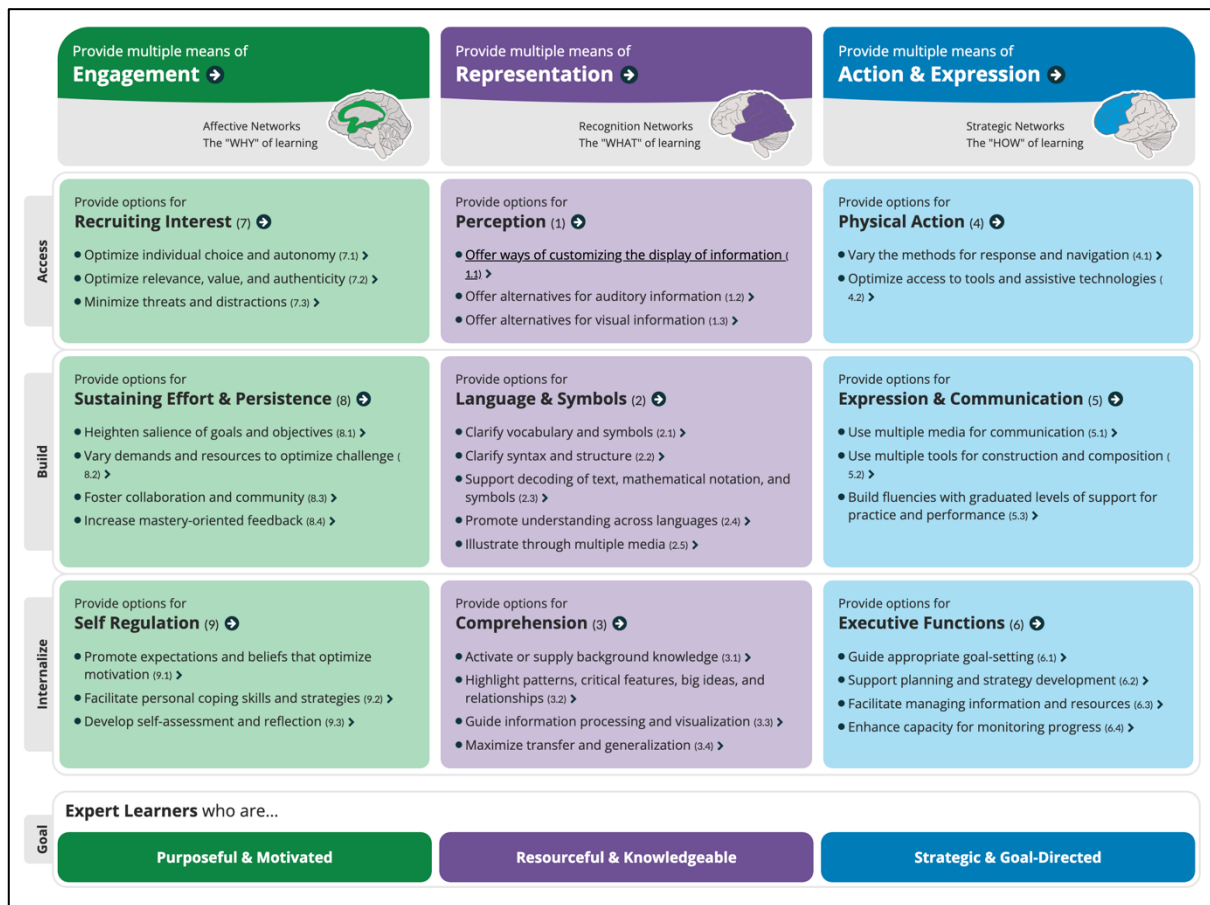 Provide multiple means of
Engagement
Affective Networks
The "WHY" of learning
Provide multiple means of
Representation
Recognition Networks
The "WHAT" of learning
Provide multiple means of
Action & Expression
Strategic Networks
The "HOW" of learning
Access
Provide options for
Recruiting Interest (7)
Optimize individual choice and autonomy (7.1)
Optimize relevance, value, and authenticity (7.2)
Minimize threats and distractions (7.3)
Provide options for
Perception (1)
Offer ways of customizing the display of information (
1.1)
Offer alternatives for auditory information (1.2)
Offer alternatives for visual information (1.3)
Provide options for
Physical Action (4)
Vary the methods for response and navigation (4.1)
Optimize access to tools and assistive technologies (
4.2)
Build
Provide options for
Sustaining Effort & Persistence (8)
Heighten salience of goals and objectives (8.1)
Vary demands and resources to optimize challenge (
8.2)
Foster collaboration and community (8.3)
Increase mastery-oriented feedback (8.4)
Provide options for
Language & Symbols (2)
Clarify vocabulary and symbols (2.1)
Clarify syntax and structure (2.2)
Support decoding of text, mathematical notation, and
symbols (2.3)
Promote understanding across languages (2.4)
Illustrate through multiple media (2.5)
Provide options for
Expression & Communication (5)
Use multiple media for communication (5.1)
Use multiple tools for construction and composition (
5.2)
Build fluencies with graduated levels of support for
practice and performance (5.3)
Internalize
Provide options for
Self Regulation (9)
Promote expectations and beliefs that optimize
motivation (9.1)
Facilitate personal coping skills and strategies (9.2)
Develop self-assessment and reflection (9.3)
Provide options for
Comprehension (3)
Activate or supply background knowledge (3.1)
Highlight patterns, critical features, big ideas, and
relationships (3.2)
Guide information processing and visualization (3.3)
Maximize transfer and generalization (3.4)
Provide options for
Executive Functions (6)
Guide appropriate goal-setting (6.1)
Support planning and strategy development (6.2)
Facilitate managing information and resources (6.3)
Enhance capacity for monitoring progress (6.4)
Goal
Expert Learners who are...
Purposeful & Motivated
Resourceful & Knowledgeable
Strategic & Goal-Directed